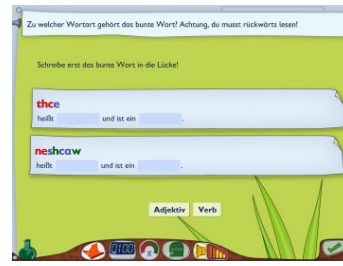 Zu welcher Wortart gehört das bunte Wort? Achtung, du musst rückwärts lesen!
Schreibe erst das bunte Wort in die Lücke!
thce
heißt und ist ein .
neshcaw
heißt und ist ein .
Adjektiv Verb